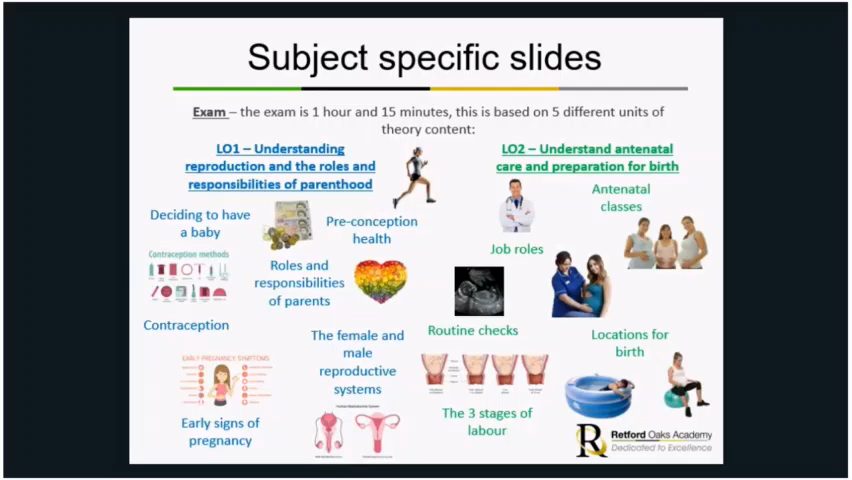 Subject specific slides
Exam – the exam is 1 hour and 15 minutes, this is based on 5 different units of
theory content:
LO1 – Understanding
reproduction and the roles and
responsibilities of parenthood
Deciding to have
a baby
Pre-conception
health
Contraception methods
Roles and
responsibilities
of parents
Contraception
The female and
male
reproductive
systems
EARLY PREGNANCY SYMPTOMS
Early signs of
pregnancy
LO2 – Understand antenatal
care and preparation for birth
Antenatal
classes
Job roles
Routine checks
Locations for
birth
The 3 stages of
labour
Retford Oaks Academy
Dedicated to Excellence